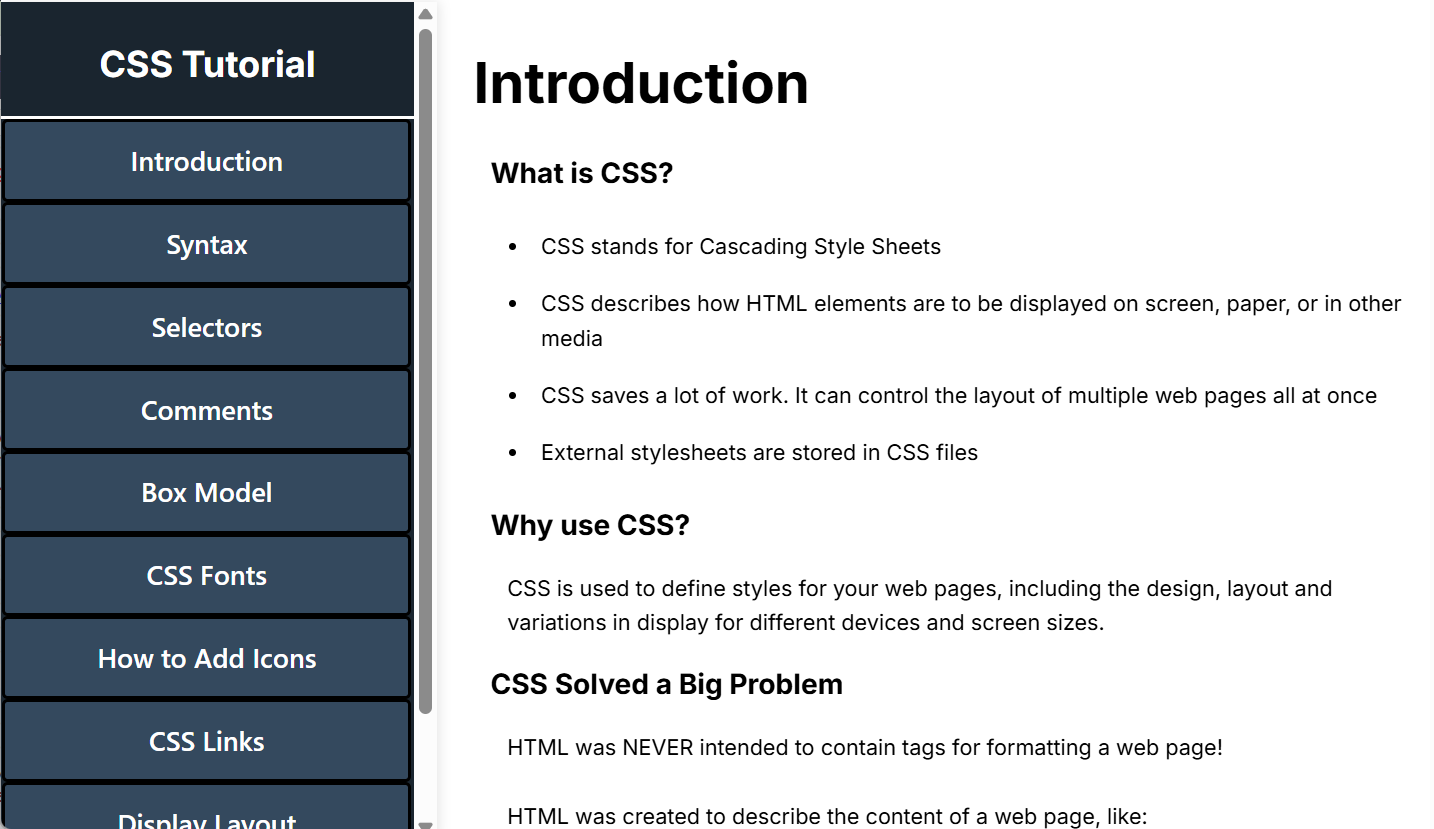 CSS Tutorial
Introduction
Syntax
Selectors
Comments
Box Model
CSS Fonts
How to Add Icons
CSS Links
Display Layout
Introduction
What is CSS?
• CSS stands for Cascading Style Sheets
• CSS describes how HTML elements are to be displayed on screen, paper, or in other
media
• CSS saves a lot of work. It can control the layout of multiple web pages all at once
• External stylesheets are stored in CSS files
Why use CSS?
CSS is used to define styles for your web pages, including the design, layout and
variations in display for different devices and screen sizes.
CSS Solved a Big Problem
HTML was NEVER intended to contain tags for formatting a web page!
HTML was created to describe the content of a web page, like: